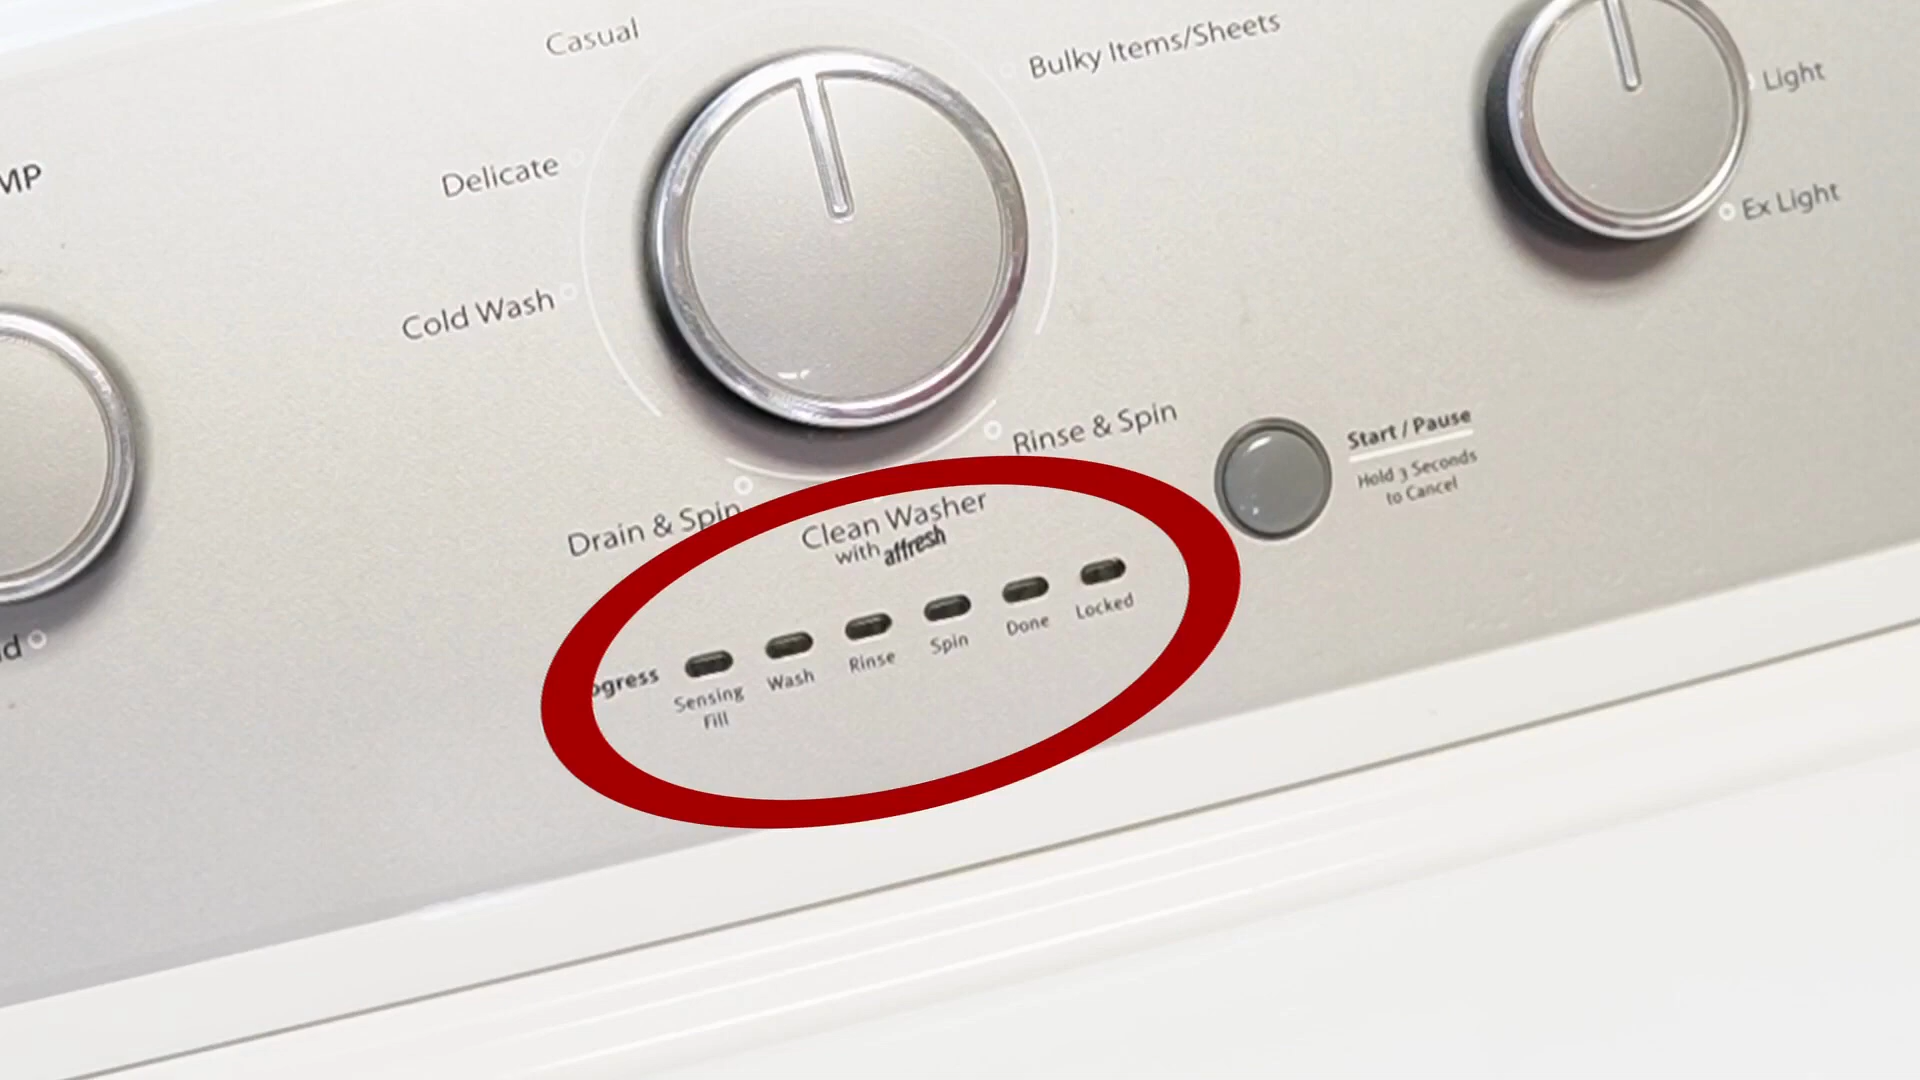 Casual
Bulky Items/Sheets
Light
Delicate
MP
Ex Light
Cold Wash
Rinse & Spin
Start / Pause
Hold 3 Seconds
to Cancel
Drain & Spin
Clean Washer
with affresh
ogress
Sensing
Fill
Wash
Rinse
Spin
Done
Locked
d